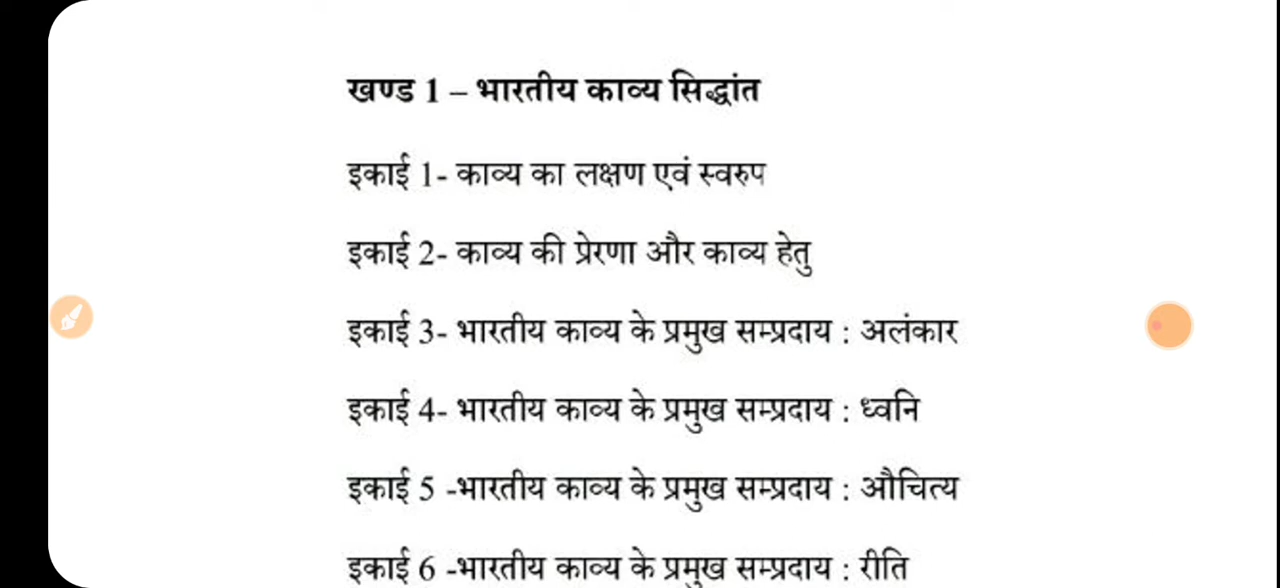 खण्ड 1 – भारतीय काव्य सिद्धांत
इकाई 1- काव्य का लक्षण एवं स्वरुप
इकाई 2- काव्य की प्रेरणा और काव्य हेतु
इकाई 3- भारतीय काव्य के प्रमुख सम्प्रदाय : अलंकार
इकाई 4- भारतीय काव्य के प्रमुख सम्प्रदाय : ध्वनि
इकाई 5 -भारतीय काव्य के प्रमुख सम्प्रदाय : औचित्य
इकाई 6 -भारतीय काव्य के प्रमुख सम्प्रदाय : रीति